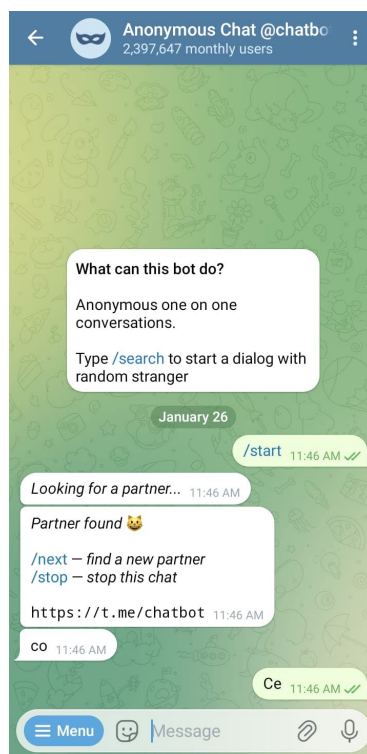 Anonymous Chat @chatbo
2,397,647 monthly users
What can this bot do?
Anonymous one on one
conversations.
Type /search to start a dialog with
random stranger
January 26
/start 11:46 AM
Looking for a partner... 11:46 AM
Partner found 😺
/next — find a new partner
/stop — stop this chat
https://t.me/chatbot 11:46 AM
co 11:46 AM
Ce 11:46 AM
Menu
Message